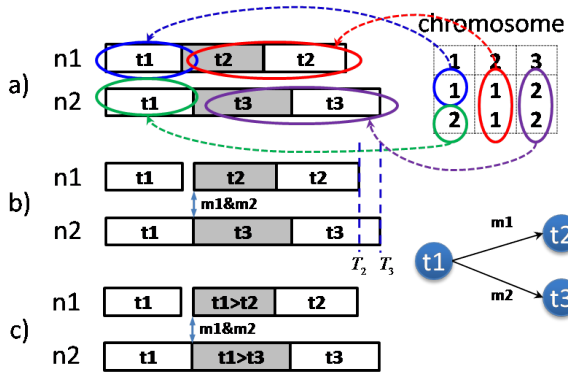 chromosome
1 2 3
1 1 2
2 1 2
a)
n1 t1 t2 t2
n2 t1 t3 t3
b)
n1 t1 t2 t2
m1&m2
n2 t1 t3 t3
T2 T3
c)
n1 t1 t1>t2 t2
m1&m2
n2 t1 t1>t3 t3
t1 m1 t2
m2 t3